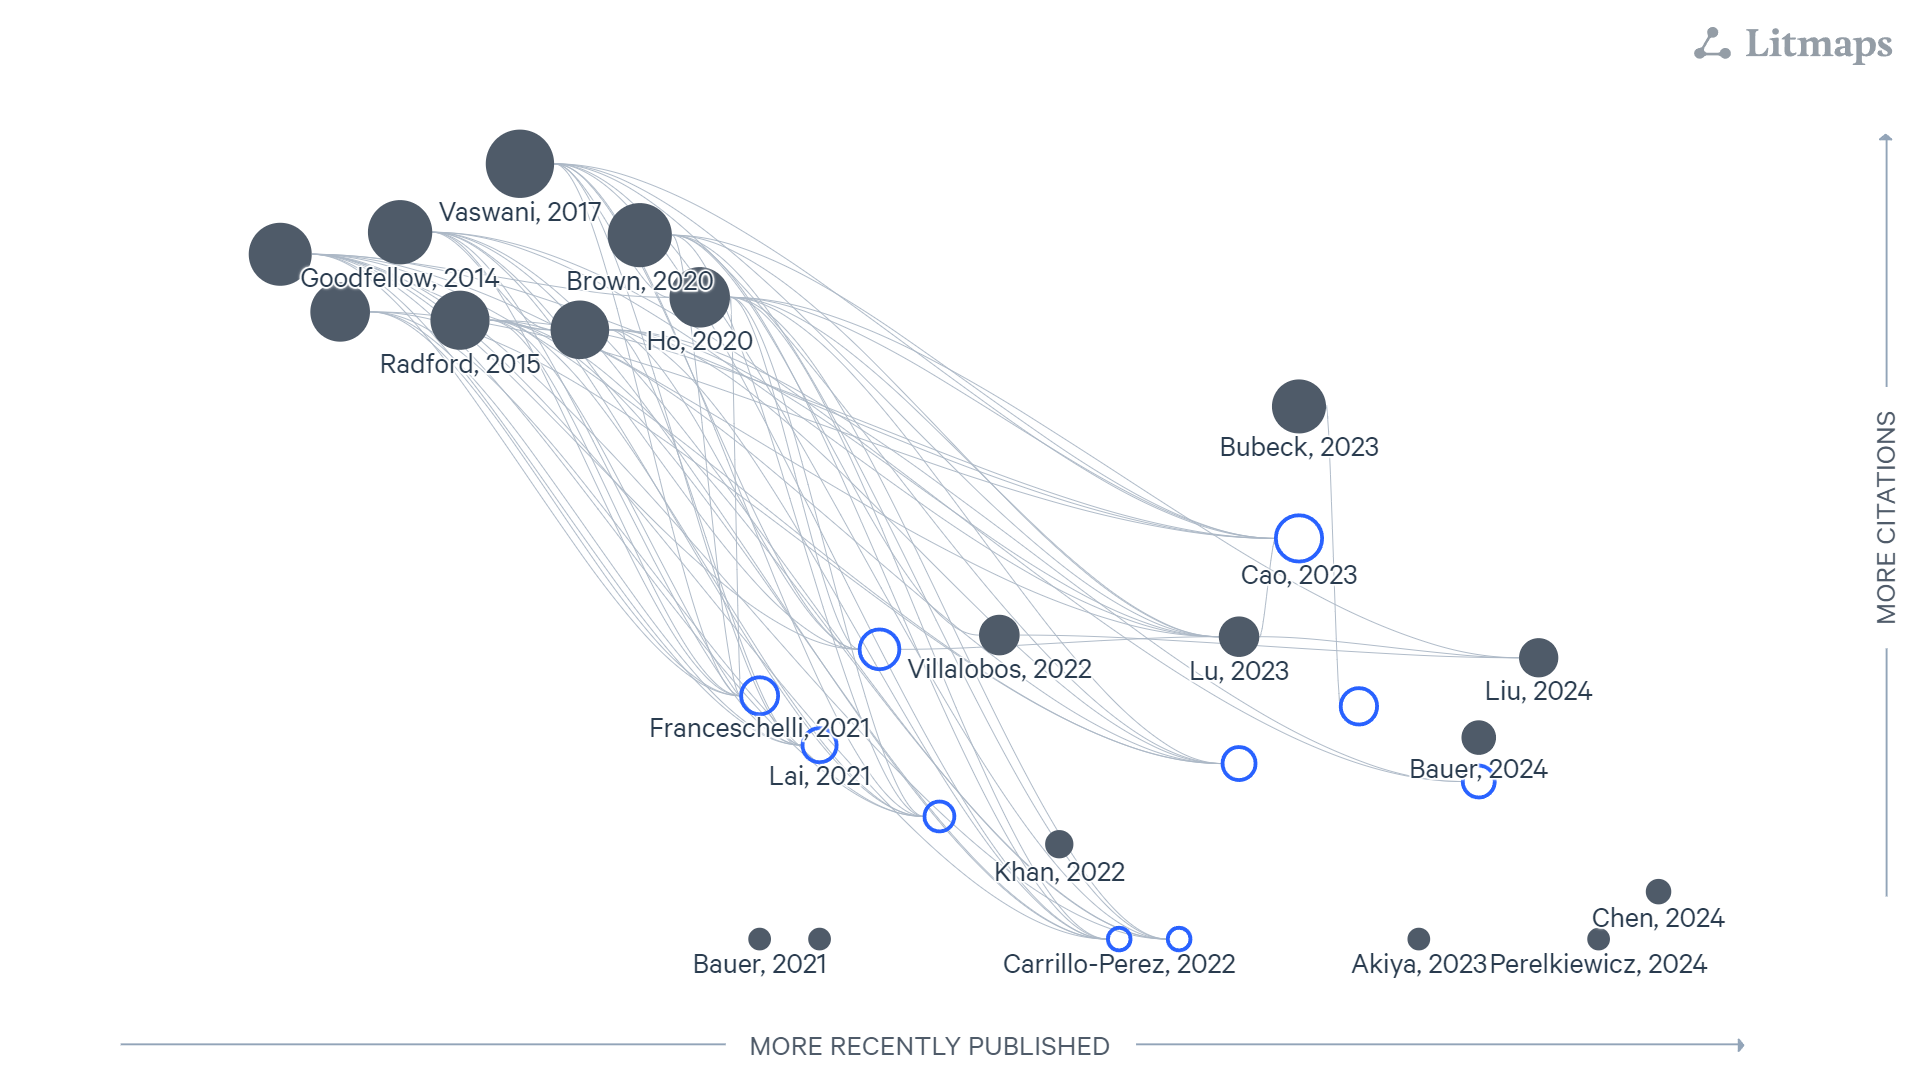 Litmaps
Vaswani, 2017
Goodfellow, 2014
Brown, 2020
Ho, 2020
Radford, 2015
Bubeck, 2023
MORE CITATIONS
Cao, 2023
Villalobos, 2022
Lu, 2023
Liu, 2024
Franceschelli, 2021
Lai, 2021
Bauer, 2024
Khan, 2022
Chen, 2024
Bauer, 2021
Carrillo-Perez, 2022
Akiya, 2023
Perelkiewicz, 2024
MORE RECENTLY PUBLISHED